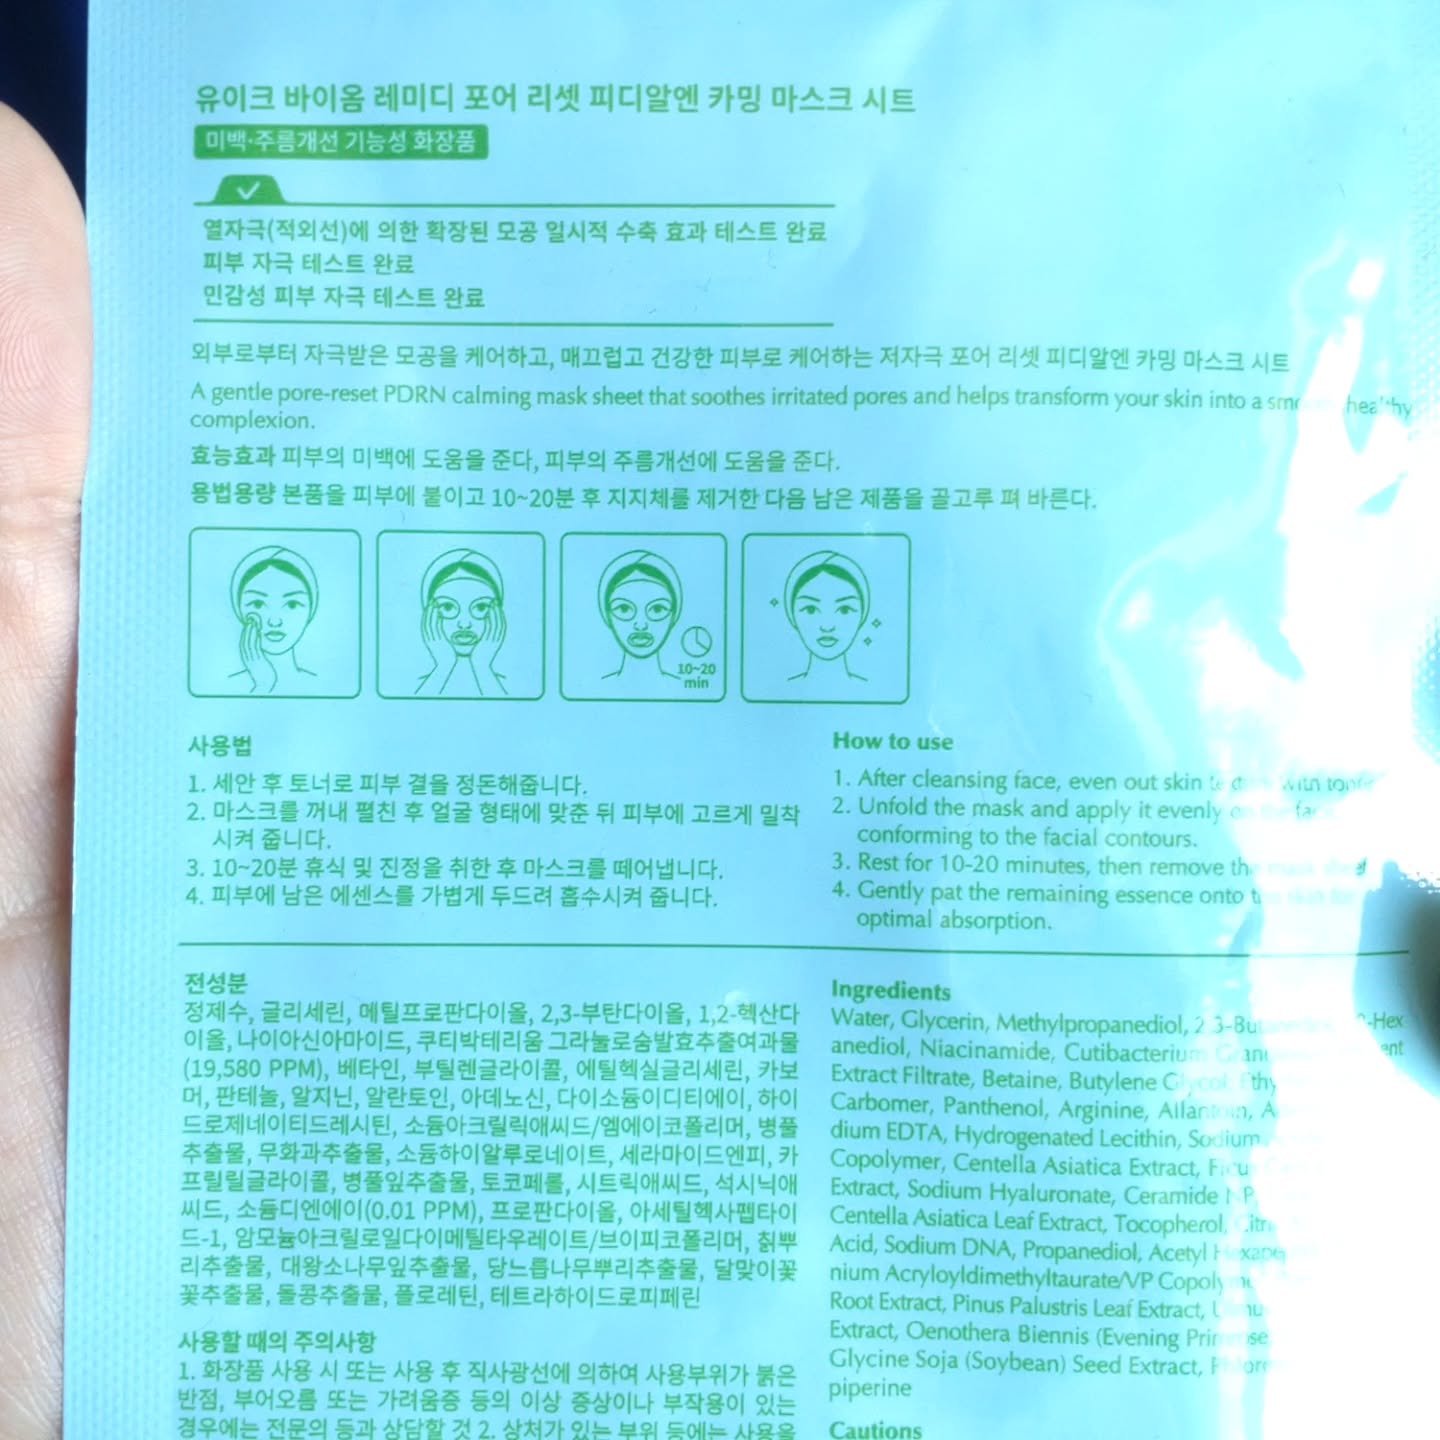 유이크 바이옴 레미디 포어 리셋 피디알엔 카밍 마스크 시트
미백·주름개선 기능성 화장품
열자극(적외선)에 의한 확장된 모공 일시적 수축 효과 테스트 완료
피부 자극 테스트 완료
민감성 피부 자극 테스트 완료
외부로부터 자극받은 모공을 케어하고, 매끄럽고 건강한 피부로 케어하는 저자극 포어 리셋 피디알엔 카밍 마스크 시트
A gentle pore-reset PDRN calming mask sheet that soothes irritated pores and helps transform your skin into a healthy
complexion.
효능효과 피부의 미백에 도움을 준다, 피부의 주름개선에 도움을 준다.
용법용량 본품을 피부에 붙이고 10~20분 후 지지체를 제거한 다음 남은 제품을 골고루 펴 바른다.
10~20
min
사용법
1. 세안 후 토너로 피부 결을 정돈해줍니다.
2. 마스크를 꺼내 펼친 후 얼굴 형태에 맞춘 뒤 피부에 고르게 밀착
시켜 줍니다.
3. 10~20분 휴식 및 진정을 취한 후 마스크를 떼어냅니다.
4. 피부에 남은 에센스를 가볍게 두드려 흡수시켜 줍니다.
How to use
1. After cleansing face, even out skin with
2. Unfold the mask and apply it evenly
conforming to the facial contours.
3. Rest for 10-20 minutes, then remove
4. Gently pat the remaining essence onto
optimal absorption.
전성분
정제수, 글리세린, 메틸프로판다이올, 2,3-부탄다이올, 1,2-헥산다
이올, 나이아신아마이드, 쿠티박테리움 그라눌로숨발효추출여과물
(19,580 PPM), 베타인, 부틸렌글라이콜, 에틸헥실글리세린, 카보
머, 판테놀, 알지닌, 알란토인, 아데노신, 다이소듐이디티에이, 하이
드로제네이티드레시틴, 소듐아크릴릭애씨드/엠에이코폴리머, 병풀
추출물, 무화과추출물, 소듐하이알루로네이트, 세라마이드엔피, 카
프릴릴글라이콜, 병풀잎추출물, 토코페롤, 시트릭애씨드, 석시닉애
씨드, 소듐디엔에이(0.01 PPM), 프로판다이올, 아세틸헥사펩타이
드-1, 암모늄아크릴로일다이메틸타우레이트/브이피코폴리머, 칡뿌
리추출물, 대왕소나무잎추출물, 당느릅나무뿌리추출물, 달맞이꽃
꽃추출물, 돌콩추출물, 플로레틴, 테트라하이드로피페린
Ingredients
Water, Glycerin, Methylpropanediol,
anediol, Niacinamide, Cutibacterium
Extract Filtrate, Betaine, Butylene Glycol,
Carbomer, Panthenol, Arginine, Allantoin,
dium EDTA, Hydrogenated Lecithin, Sodium
Copolymer, Centella Asiatica Extract,
Extract, Sodium Hyaluronate, Ceramide NP,
Centella Asiatica Leaf Extract, Tocopherol,
Acid, Sodium DNA, Propanediol, Acetyl
nium Acryloyldimethyltaurate/VP
Root Extract, Pinus Palustris Leaf Extract,
Extract, Oenothera Biennis (Evening
Glycine Soja (Soybean) Seed Extract,
piperine
사용할 때의 주의사항
1. 화장품 사용 시 또는 사용 후 직사광선에 의하여 사용부위가 붉은
반점, 부어오름 또는 가려움증 등의 이상 증상이나 부작용이 있는
경우에는 전문의 등과 상담할 것 2. 상처가 있는 부위 등에는 사용을
Cautions